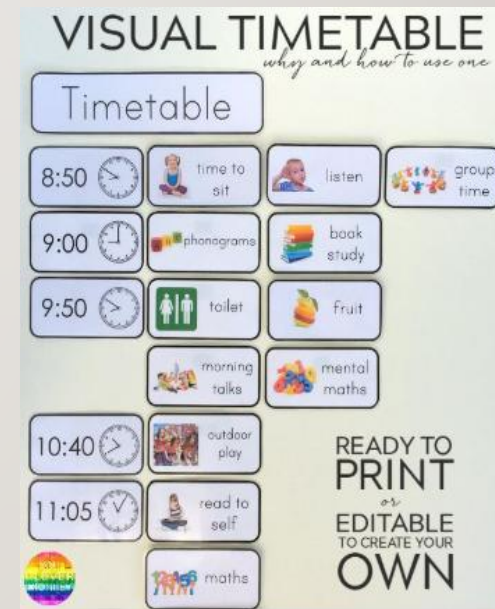 VISUAL TIMETABLE
why and how to use one
Timetable
8:50
time to
sit
listen
group
time
9:00
phonograms
book
study
9:50
toilet
fruit
morning
talks
mental
maths
10:40
outdoor
play
11:05
read to
self
maths
READY TO
PRINT
or
EDITABLE
TO CREATE YOUR
OWN